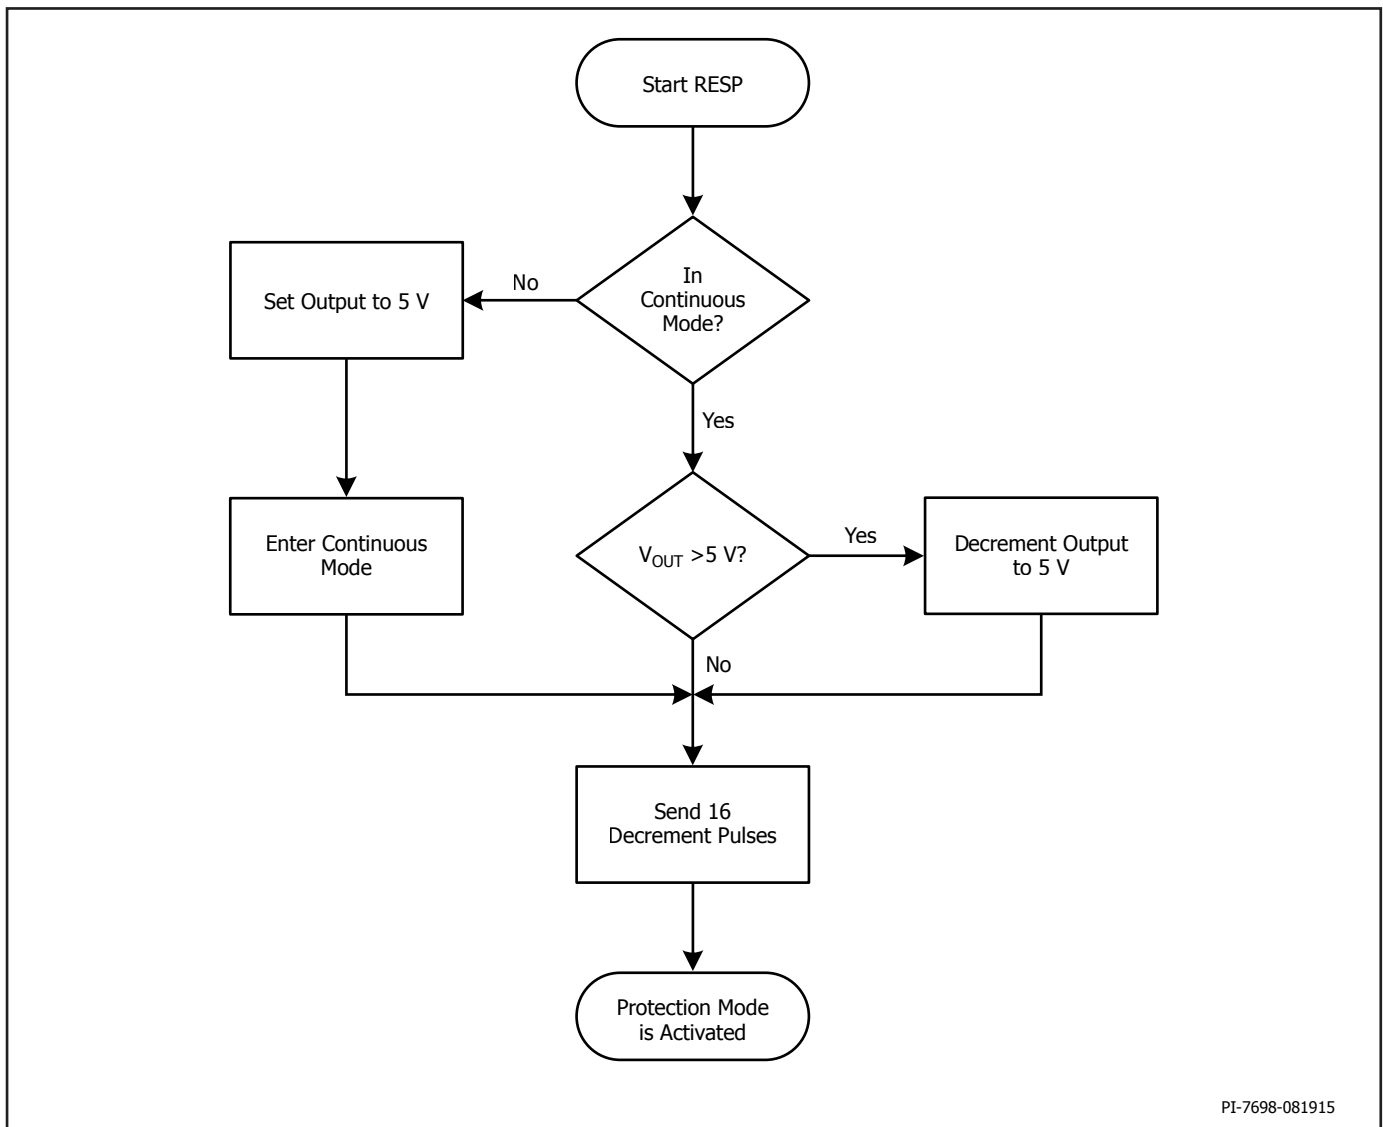 Start RESP
In
Continuous
Mode?
No
Set Output to 5 V
Yes
Enter Continuous
Mode
V_OUT >5 V?
Yes
Decrement Output
to 5 V
No
Send 16
Decrement Pulses
Protection Mode
is Activated
PI-7698-081915